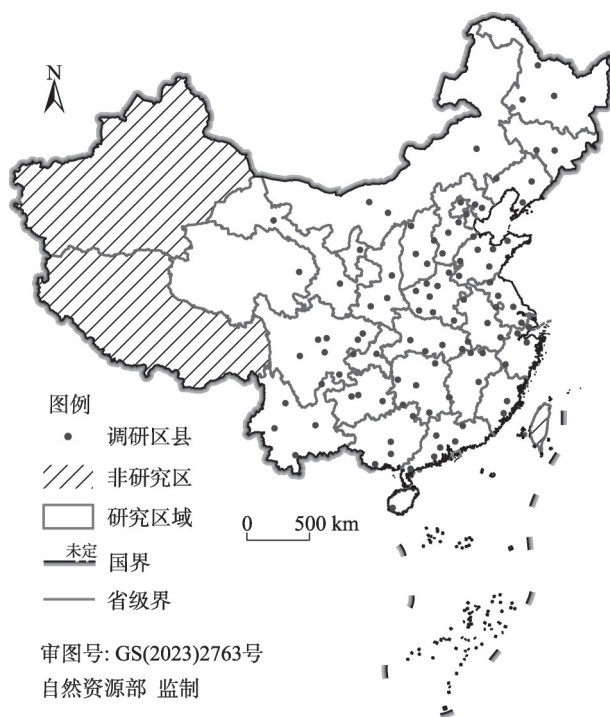 N
图例
调研区县
非研究区
研究区域
未定
国界
省级界
0 500 km
审图号: GS(2023)2763号
自然资源部 监制